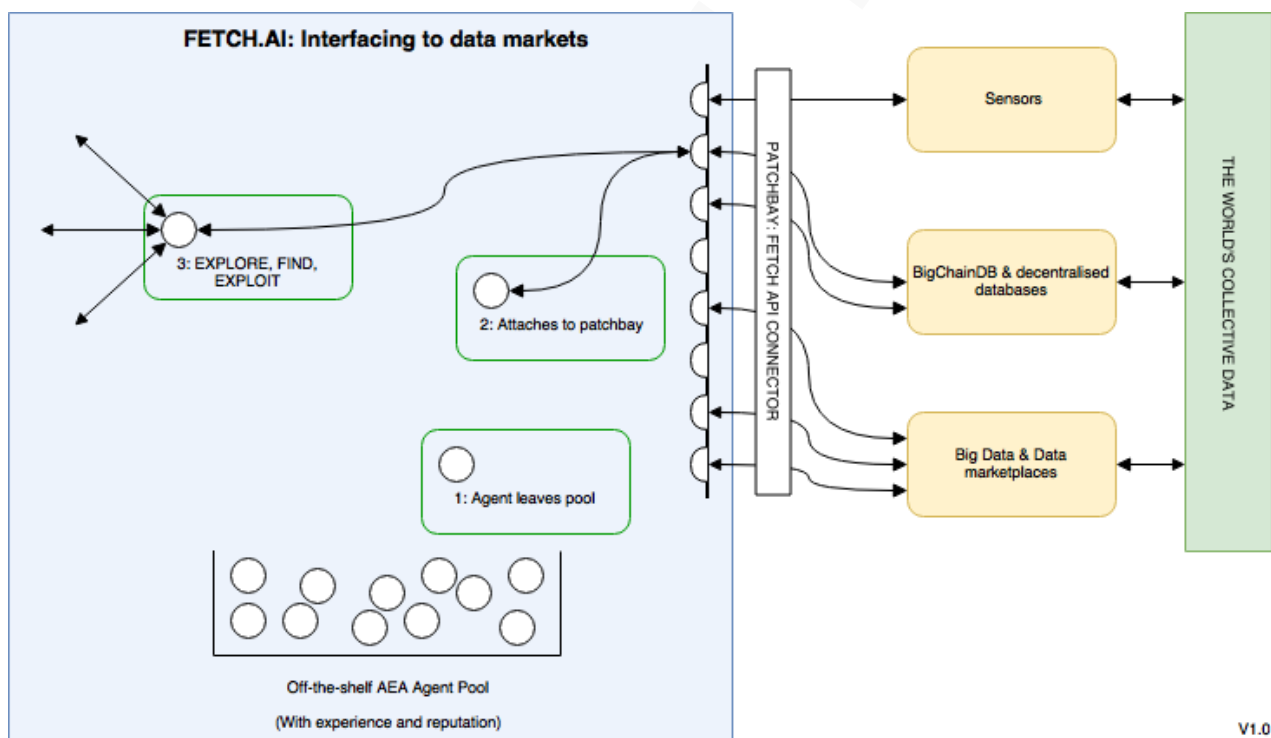 FETCH.AI: Interfacing to data markets
Sensors
PATCHBAY: FETCH API CONNECTOR
THE WORLD'S COLLECTIVE DATA
3: EXPLORE, FIND,
EXPLOIT
BigChainDB & decentralised
databases
2: Attaches to patchbay
Big Data & Data
marketplaces
1: Agent leaves pool
Off-the-shelf AEA Agent Pool
(With experience and reputation)
V1.0